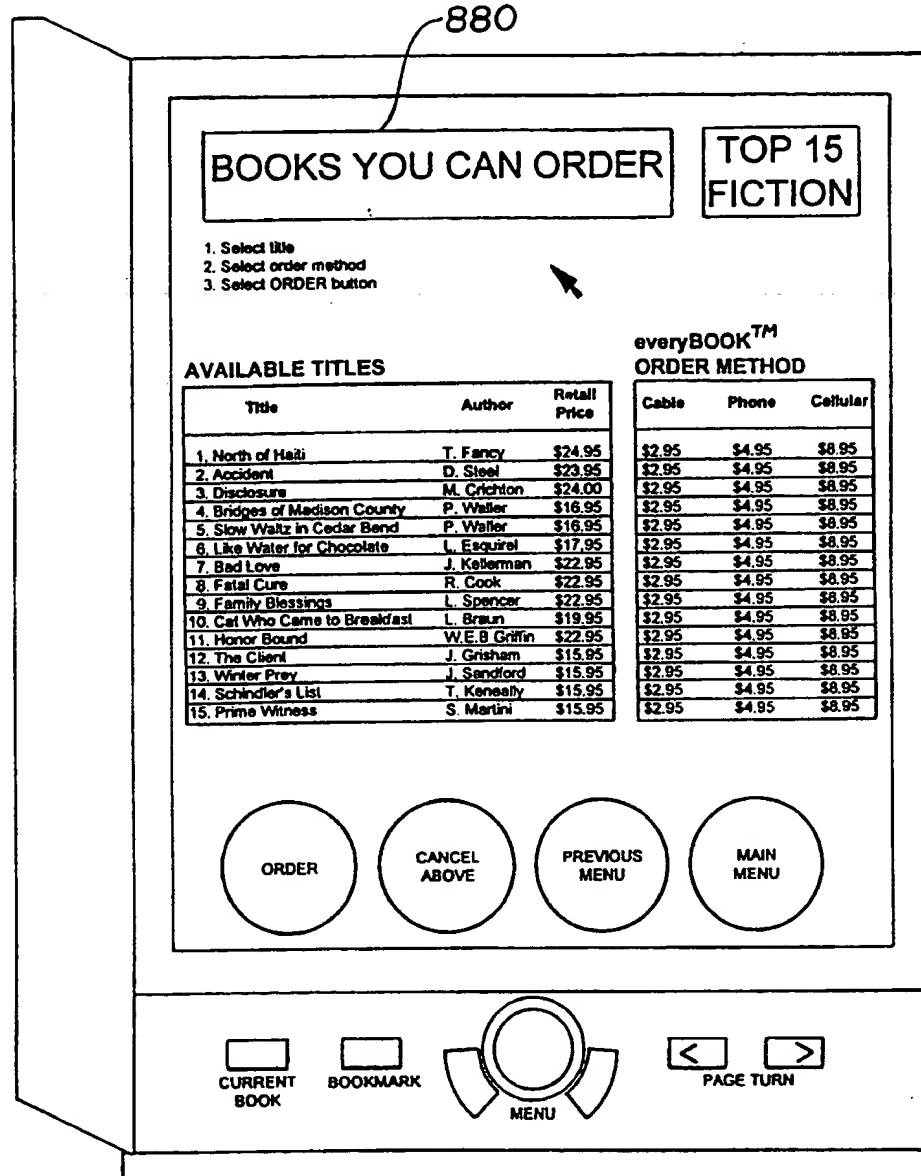 880
BOOKS YOU CAN ORDER
TOP 15
FICTION
1. Select title
2. Select order method
3. Select ORDER button
AVAILABLE TITLES
everyBOOK™
ORDER METHOD
Title Author Retail Price Cable Phone Cellular
1. North of Haiti T. Fancy $24.95 $2.95 $4.95 $8.95
2. Accident D. Steel $23.95 $2.95 $4.95 $8.95
3. Disclosure M. Crichton $24.00 $2.95 $4.95 $8.95
4. Bridges of Madison County P. Waller $16.95 $2.95 $4.95 $8.95
5. Slow Waltz in Cedar Bend P. Waller $16.95 $2.95 $4.95 $8.95
6. Like Water for Chocolate L. Esquirel $17.95 $2.95 $4.95 $8.95
7. Bad Love J. Kellerman $22.95 $2.95 $4.95 $8.95
8. Fatal Cure R. Cook $22.95 $2.95 $4.95 $8.95
9. Family Blessings L. Spencer $22.95 $2.95 $4.95 $8.95
10. Cat Who Came to Breakfast L. Braun $19.95 $2.95 $4.95 $8.95
11. Honor Bound W.E.B Griffin $22.95 $2.95 $4.95 $8.95
12. The Client J. Grisham $15.95 $2.95 $4.95 $8.95
13. Winter Prey J. Sandford $15.95 $2.95 $4.95 $8.95
14. Schindler's List T. Keneally $15.95 $2.95 $4.95 $8.95
15. Prime Witness S. Martini $15.95 $2.95 $4.95 $8.95
ORDER
CANCEL
ABOVE
PREVIOUS
MENU
MAIN
MENU
CURRENT
BOOK
BOOKMARK
MENU
< >
PAGE TURN